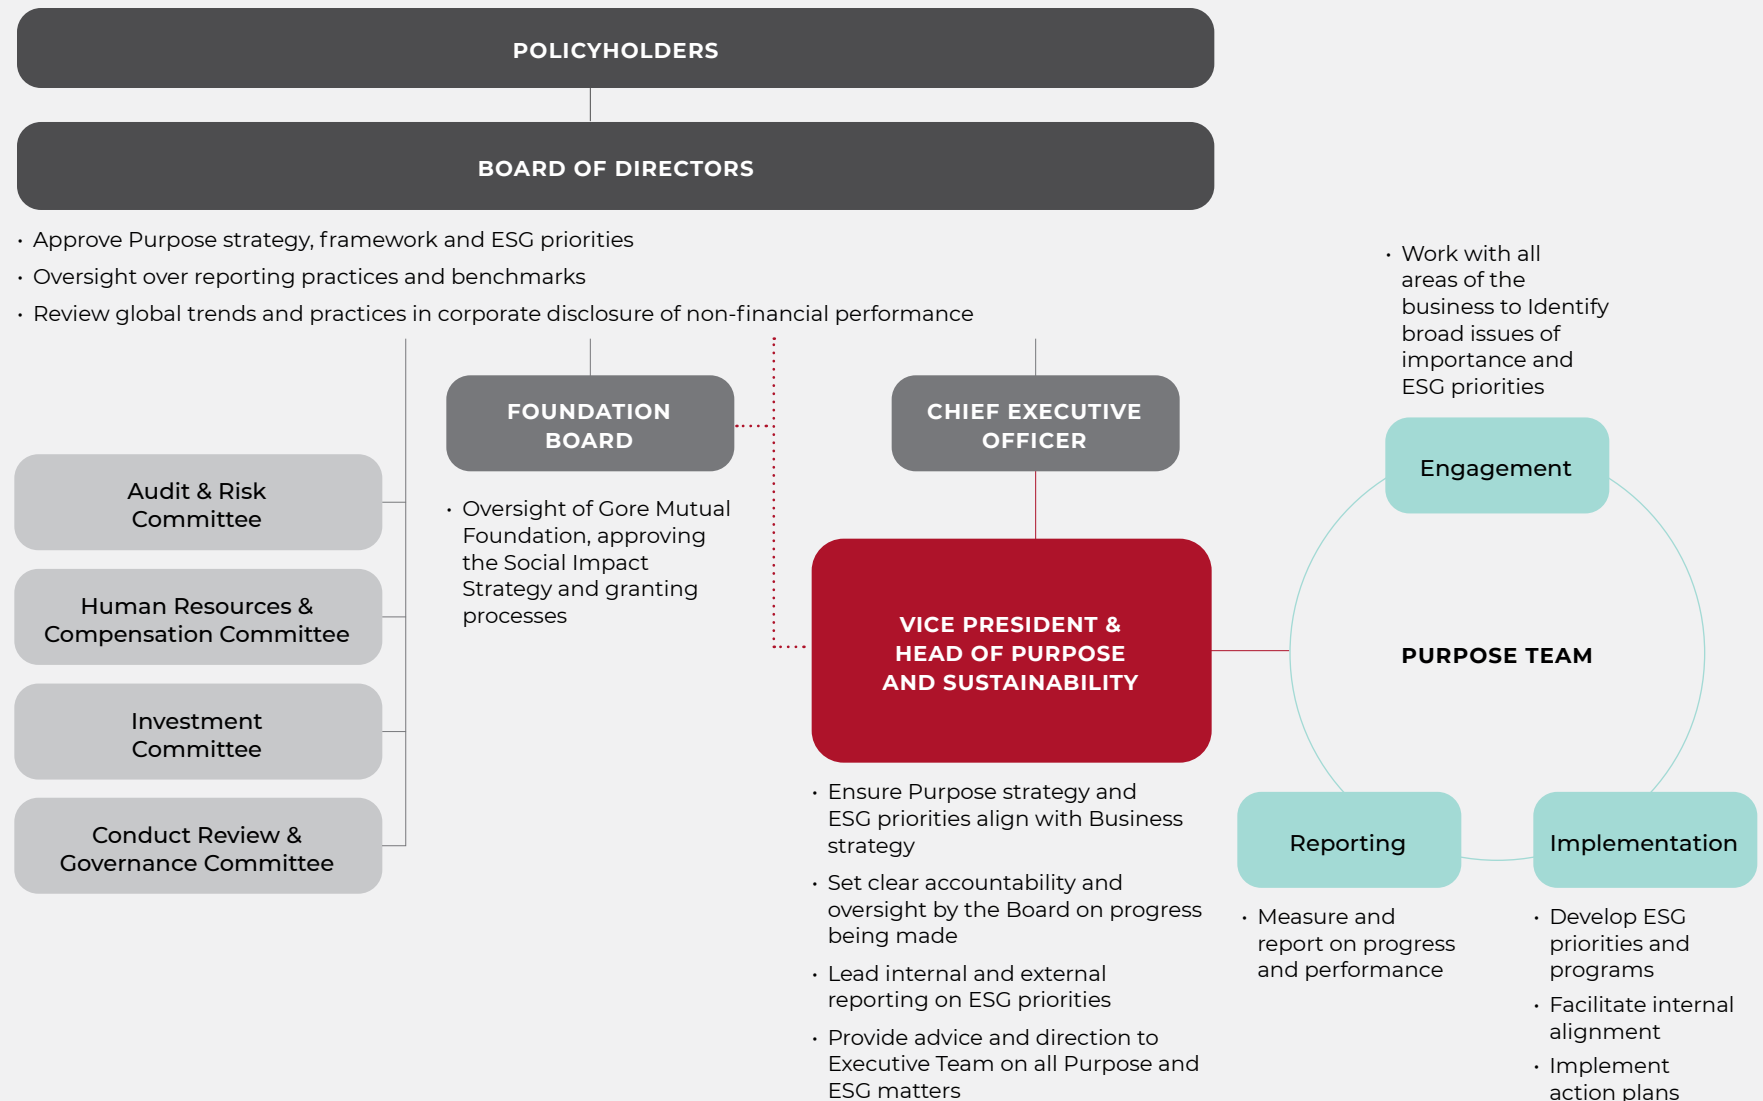 POLICYHOLDERS
BOARD OF DIRECTORS
· Approve Purpose strategy, framework and ESG priorities
· Oversight over reporting practices and benchmarks
· Review global trends and practices in corporate disclosure of non-financial performance
FOUNDATION
BOARD
· Oversight of Gore Mutual
Foundation, approving
the Social Impact
Strategy and granting
processes
CHIEF EXECUTIVE
OFFICER
Audit & Risk
Committee
Human Resources &
Compensation Committee
Investment
Committee
Conduct Review &
Governance Committee
VICE PRESIDENT &
HEAD OF PURPOSE
AND SUSTAINABILITY
· Ensure Purpose strategy and
ESG priorities align with Business
strategy
· Set clear accountability and
oversight by the Board on progress
being made
· Lead internal and external
reporting on ESG priorities
· Provide advice and direction to
Executive Team on all Purpose and
ESG matters
· Work with all
areas of the
business to Identify
broad issues of
importance and
ESG priorities
Engagement
PURPOSE TEAM
Reporting
· Measure and
report on progress
and performance
Implementation
· Develop ESG
priorities and
programs
· Facilitate internal
alignment
· Implement
action plans